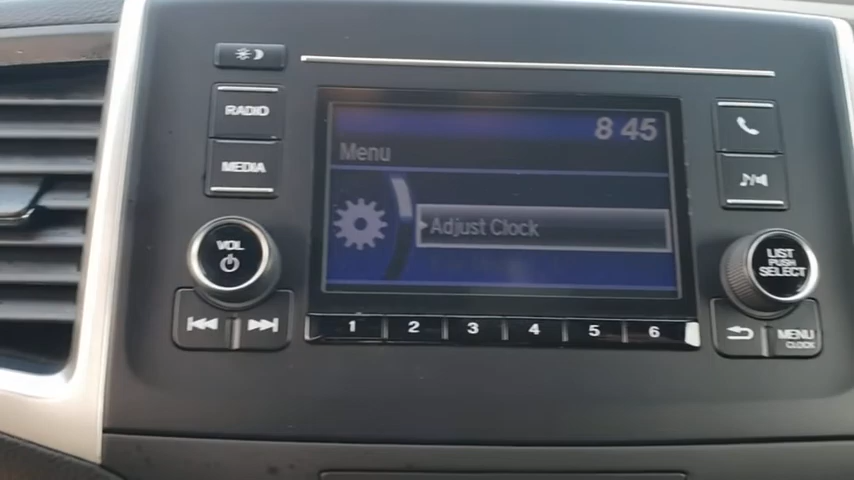 RADIO
MEDIA
VOL
8 45
Menu
Adjust Clock
1 2 3 4 5 6
LIST
PUSH
SELECT
MENU
CLOCK